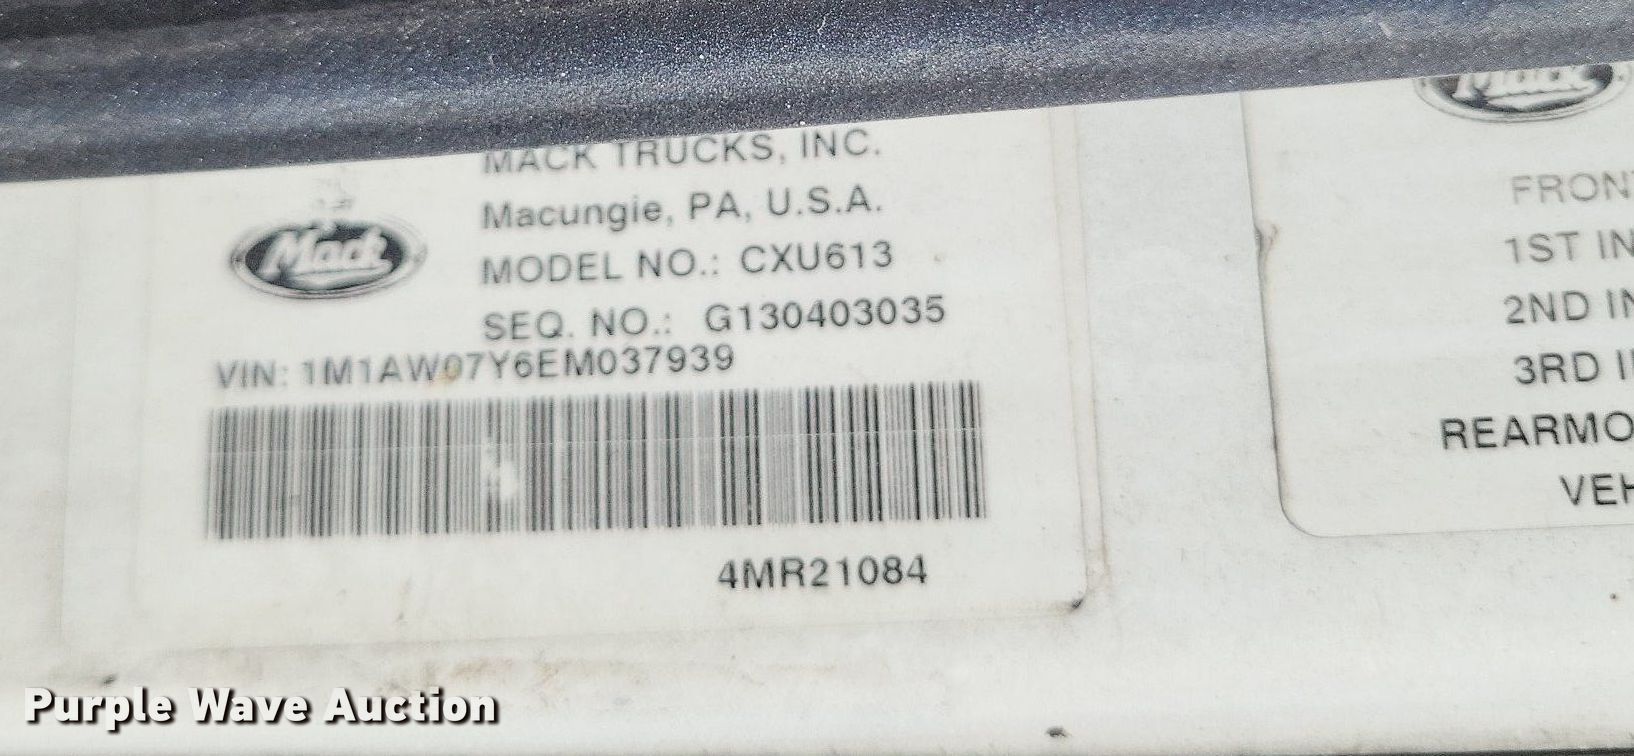 MACK TRUCKS, INC.
Macungie, PA, U.S.A.
Mack
MODEL NO.: CXU613
SEQ. NO.: G130403035
VIN: 1M1AW07Y6EM037939
4MR21084
Mack
FRON
1ST IN
2ND IN
3RD I
REARMO
VEH
Purple Wave Auction